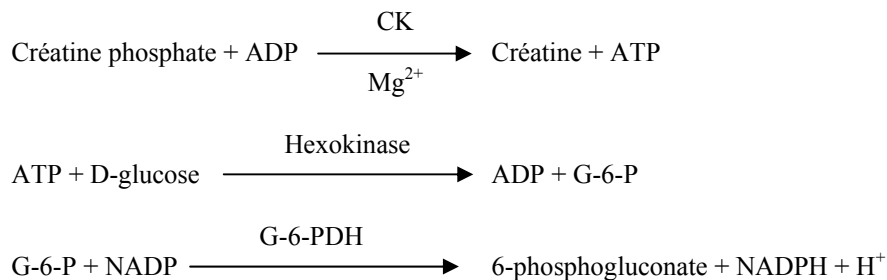 CK
Créatine phosphate + ADP Créatine + ATP
Mg²⁺
Hexokinase
ATP + D-glucose ADP + G-6-P
G-6-PDH
G-6-P + NADP 6-phosphogluconate + NADPH + H⁺